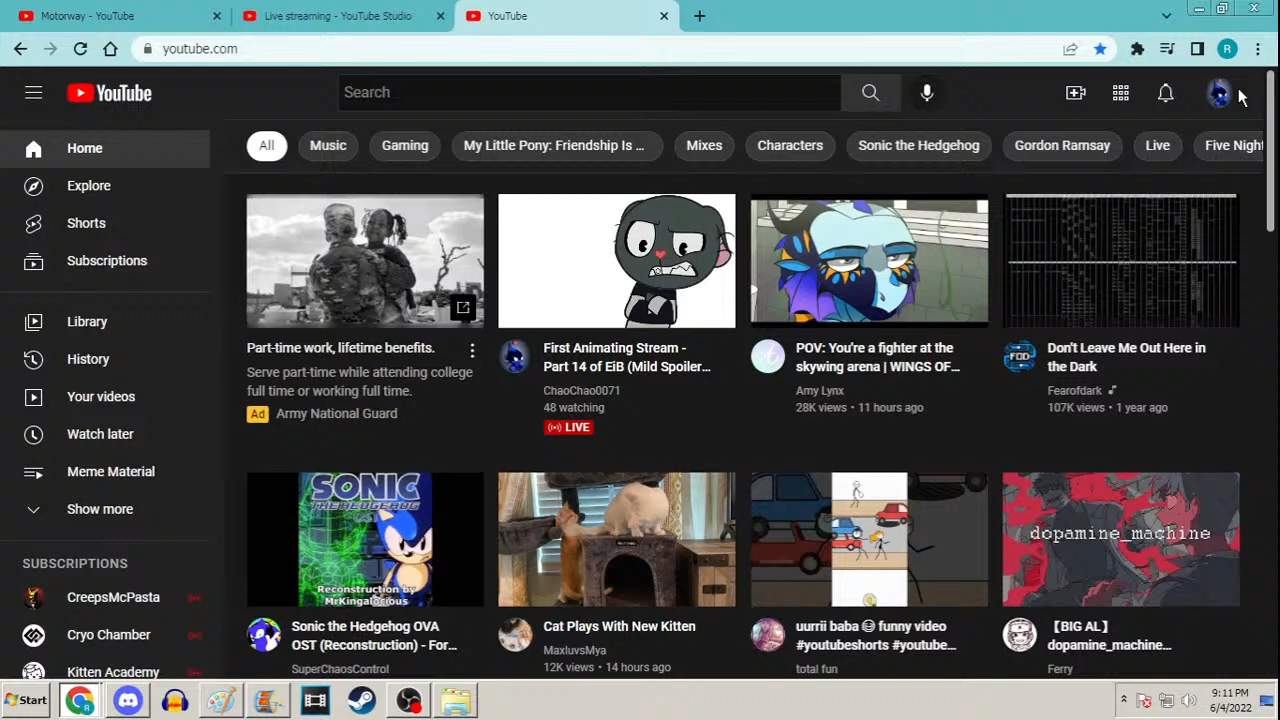 Motorway - YouTube
Live streaming - YouTube Studio
YouTube
youtube.com
R
YouTube
Search
Home
Explore
Shorts
Subscriptions
Library
History
Your videos
Watch later
Meme Material
Show more
SUBSCRIPTIONS
CreepsMcPasta
Cryo Chamber
Kitten Academy
All
Music
Gaming
My Little Pony: Friendship Is ...
Mixes
Characters
Sonic the Hedgehog
Gordon Ramsay
Live
Five Night
Part-time work, lifetime benefits.
Serve part-time while attending college
full time or working full time.
Ad Army National Guard
First Animating Stream -
Part 14 of EiB (Mild Spoiler...
ChaoChao0071
48 watching
LIVE
POV: You're a fighter at the
skywing arena | WINGS OF...
Amy Lynx
28K views • 11 hours ago
FOD
Don't Leave Me Out Here in
the Dark
Fearofdark
107K views • 1 year ago
SONIC
THE HEDGEHOG
Reconstruction by
MrKingalocious
Sonic the Hedgehog OVA
OST (Reconstruction) - For...
SuperChaosControl
Cat Plays With New Kitten
MaxluvsMya
12K views • 14 hours ago
uurrii baba 😂 funny video
#youtubeshorts #youtube...
total fun
dopamine_machine
【BIG AL】
dopamine_machine...
Ferry
Start
R
9:11 PM
6/4/2022